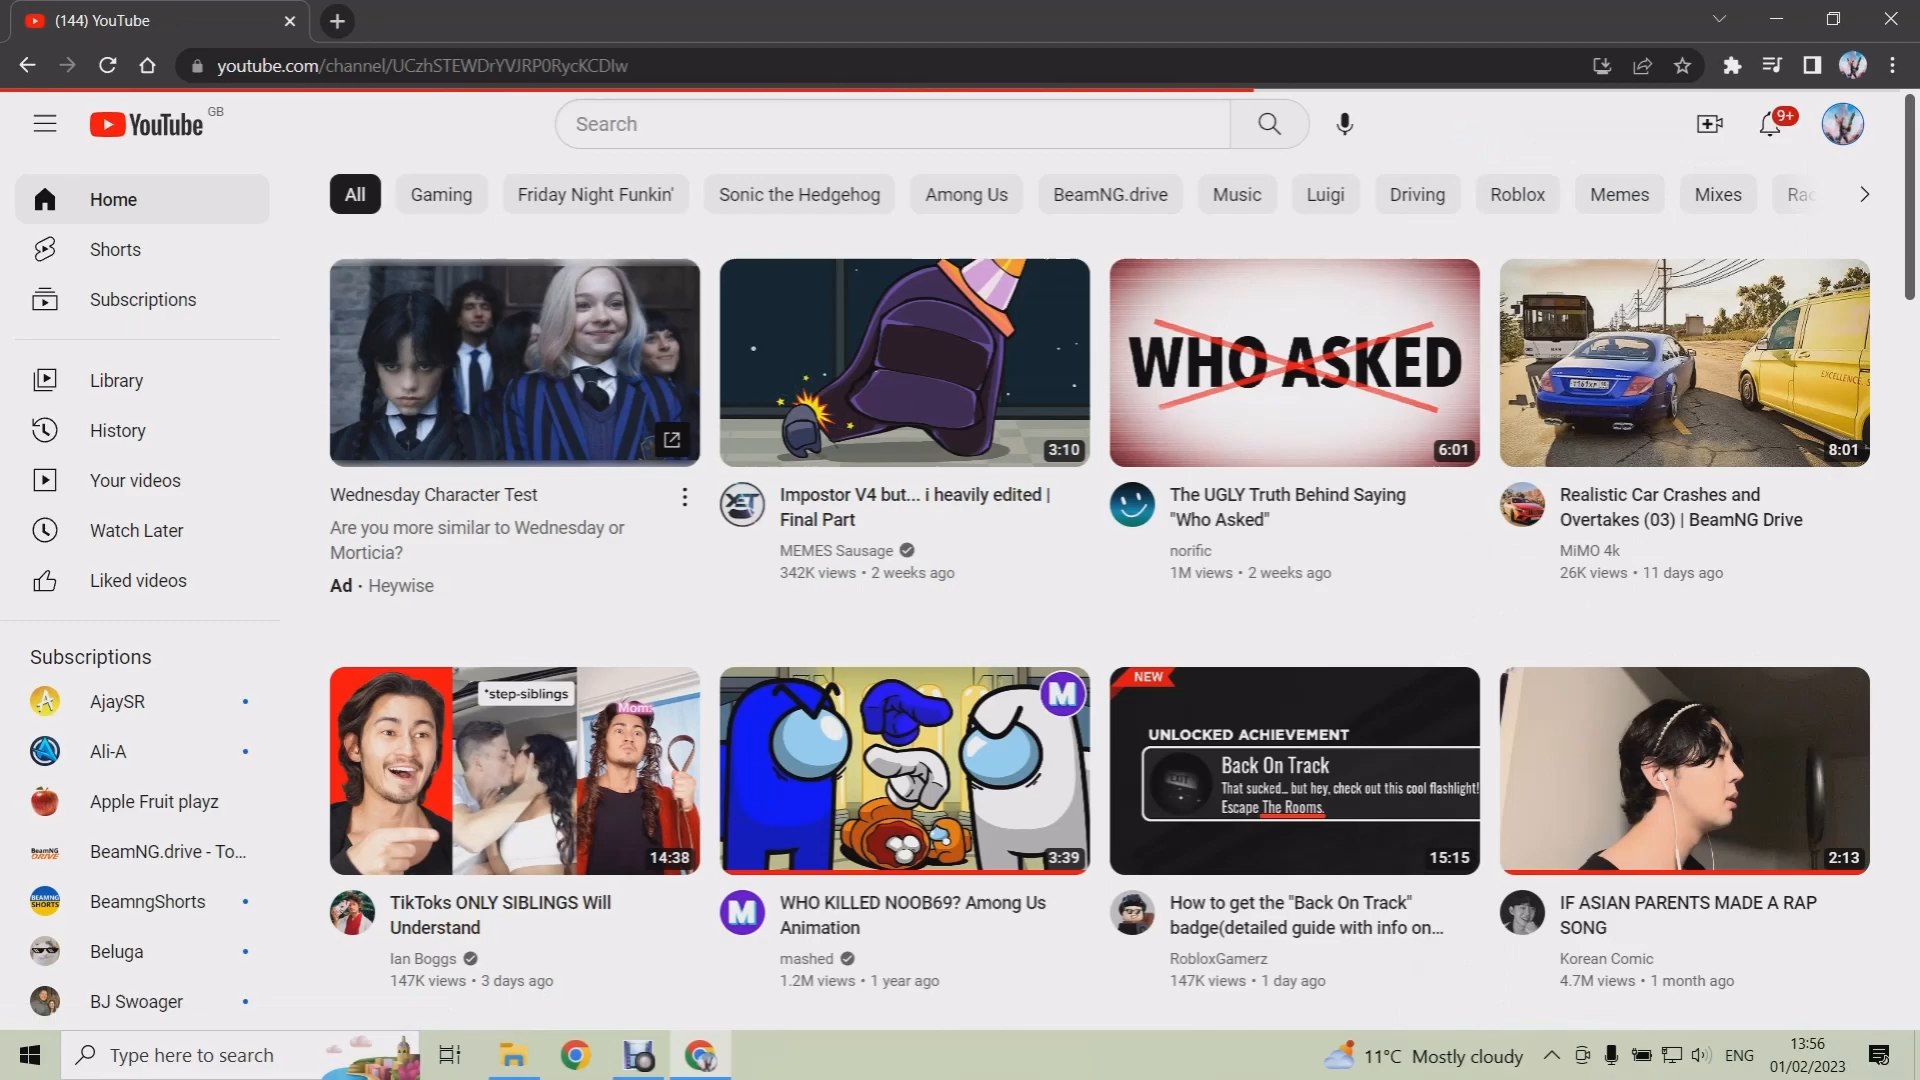 (144) YouTube
youtube.com/channel/UCzhSTEWDrYVJRP0RycKCDIw
YouTube GB
Search
9+
All
Gaming
Friday Night Funkin'
Sonic the Hedgehog
Among Us
BeamNG.drive
Music
Luigi
Driving
Roblox
Memes
Mixes
Home
Shorts
Subscriptions
Library
History
Your videos
Watch Later
Liked videos
Subscriptions
AjaySR
Ali-A
Apple Fruit playz
BeamNG.drive - To...
BeamngShorts
Beluga
BJ Swoager
Wednesday Character Test
Are you more similar to Wednesday or
Morticia?
Ad · Heywise
3:10
Impostor V4 but... i heavily edited |
Final Part
MEMES Sausage
342K views • 2 weeks ago
WHO ASKED
6:01
The UGLY Truth Behind Saying
"Who Asked"
norific
1M views • 2 weeks ago
8:01
Realistic Car Crashes and
Overtakes (03) | BeamNG Drive
MiMO 4k
26K views • 11 days ago
*step-siblings
Mom:
14:38
TikToks ONLY SIBLINGS Will
Understand
Ian Boggs
147K views • 3 days ago
M
3:39
M
WHO KILLED NOOB69? Among Us
Animation
mashed
1.2M views • 1 year ago
NEW
UNLOCKED ACHIEVEMENT
Back On Track
That sucked... but hey, check out this cool flashlight!
Escape The Rooms.
15:15
How to get the "Back On Track"
badge(detailed guide with info on...
RobloxGamerz
147K views • 1 day ago
2:13
IF ASIAN PARENTS MADE A RAP
SONG
Korean Comic
4.7M views • 1 month ago
Type here to search
11°C Mostly cloudy
ENG
13:56
01/02/2023